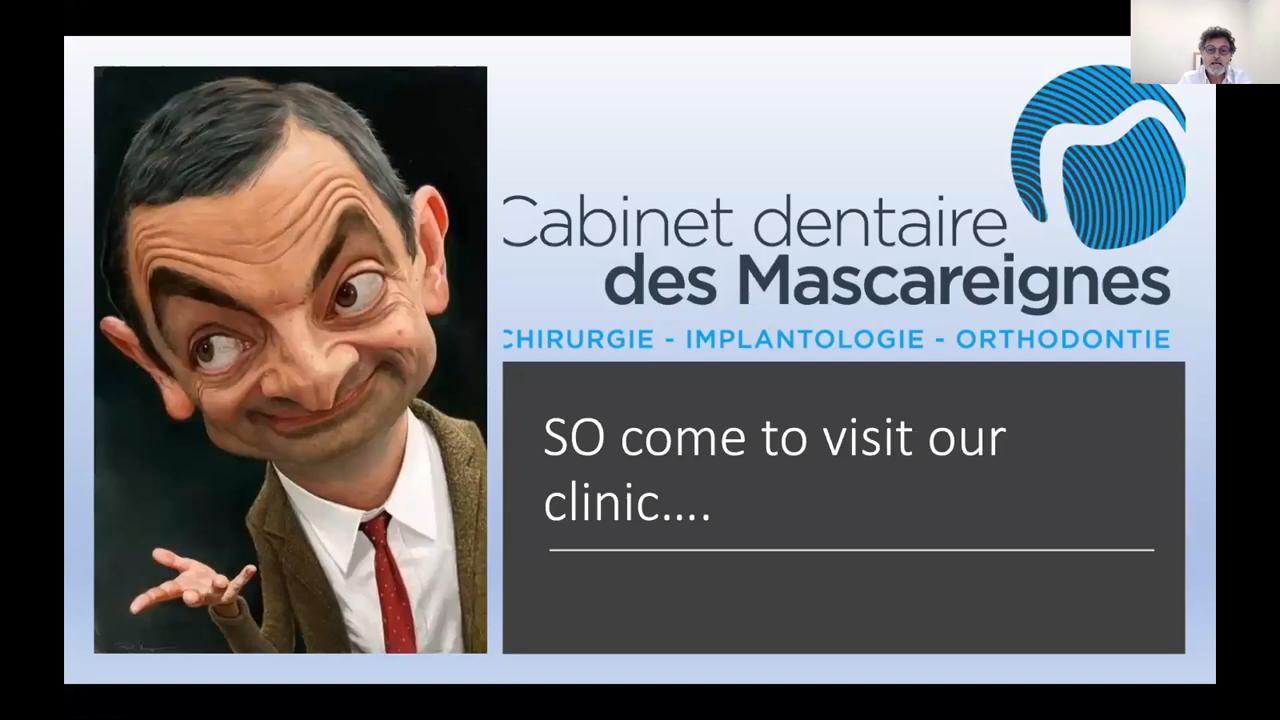 Cabinet dentaire
des Mascareignes
CHIRURGIE - IMPLANTOLOGIE - ORTHODONTIE
SO come to visit our
clinic....